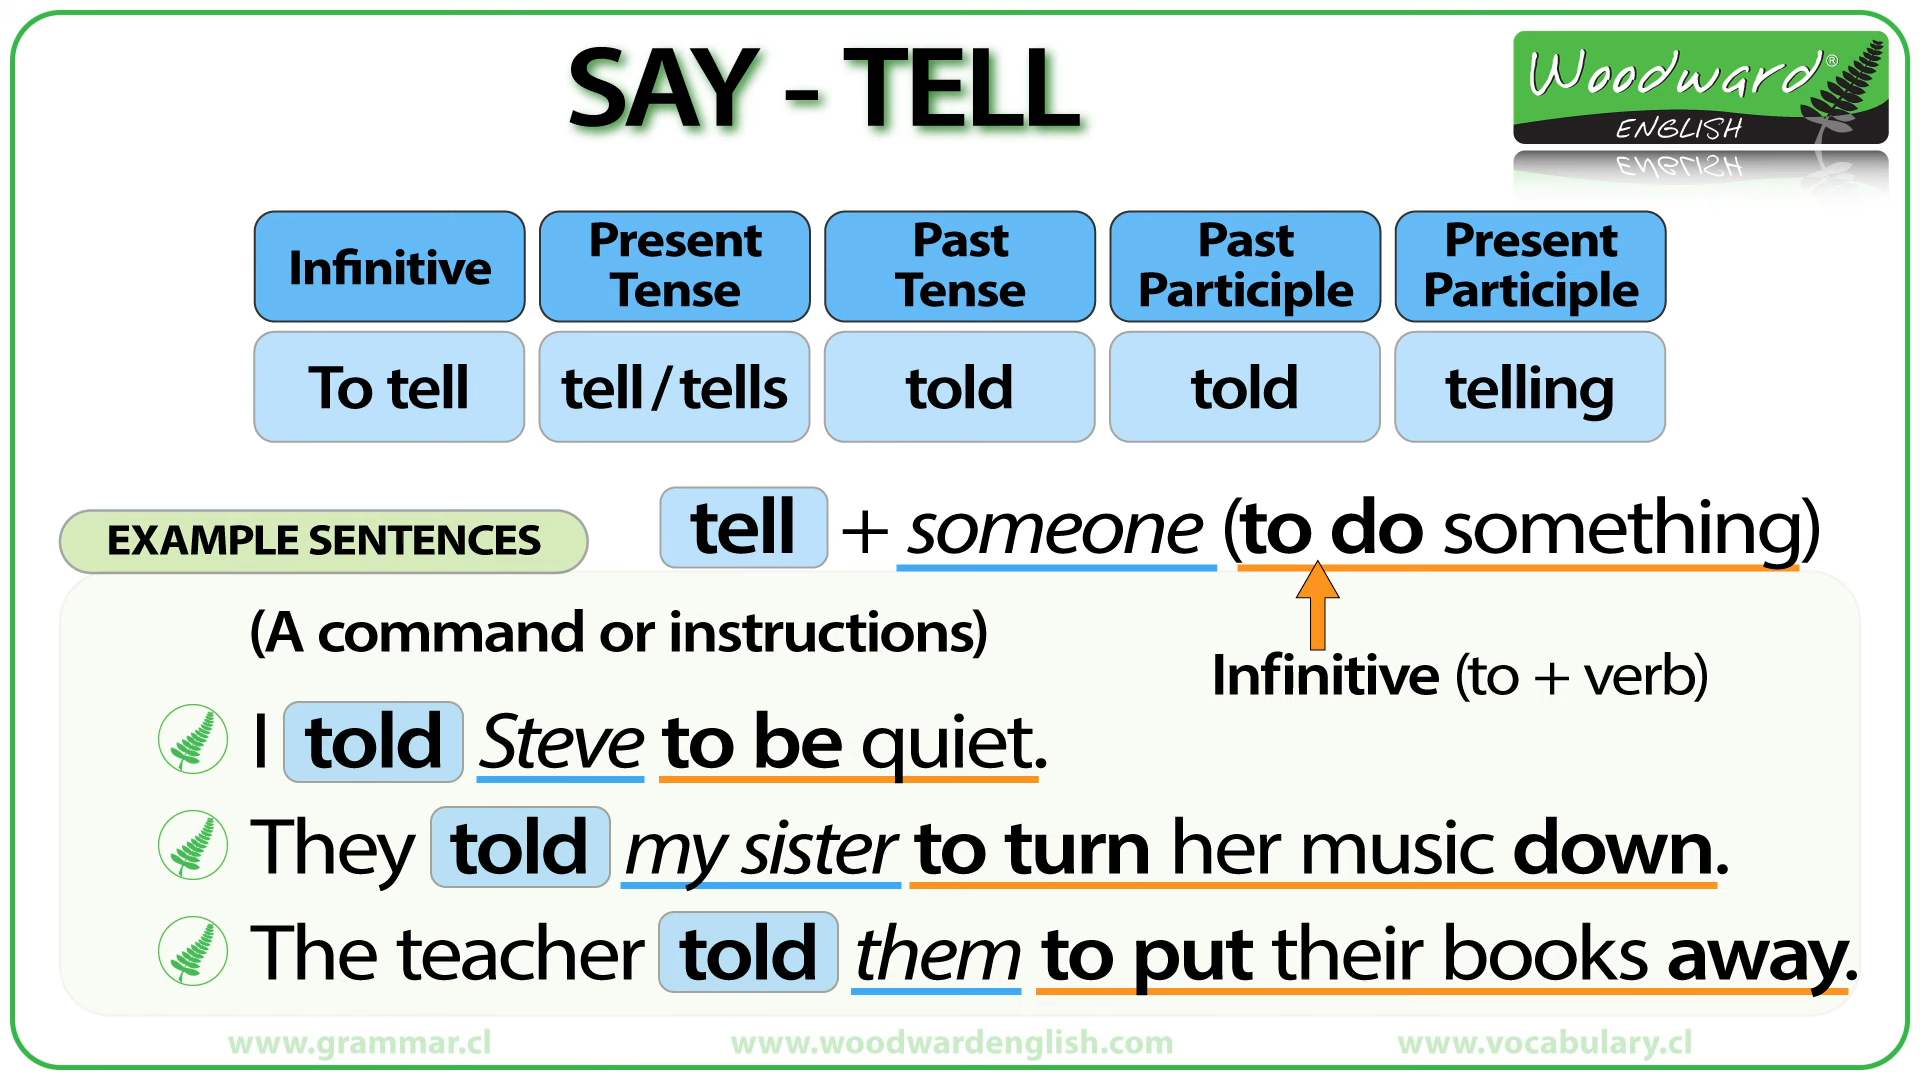 SAY - TELL
Woodward®
ENGLISH
Infinitive
Present
Tense
Past
Tense
Past
Participle
Present
Participle
To tell
tell / tells
told
told
telling
EXAMPLE SENTENCES
tell + someone (to do something)
(A command or instructions)
Infinitive (to + verb)
I told Steve to be quiet.
They told my sister to turn her music down.
The teacher told them to put their books away.
www.grammar.cl
www.woodwardenglish.com
www.vocabulary.cl